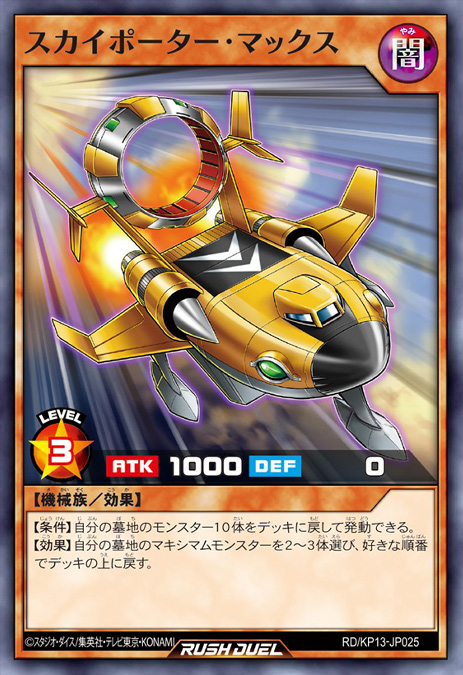 スカイポーター・マックス
やみ
闇
LEVEL
3
ATK 1000 DEF 0
【機械族／効果】
【条件】自分の墓地のモンスター10体をデッキに戻して発動できる。
【効果】自分の墓地のマキシマムモンスターを2～3体選び、好きな順番
でデッキの上に戻す。
©スタジオ・ダイス/集英社・テレビ東京・KONAMI
RUSH DUEL
RD/KP13-JP025